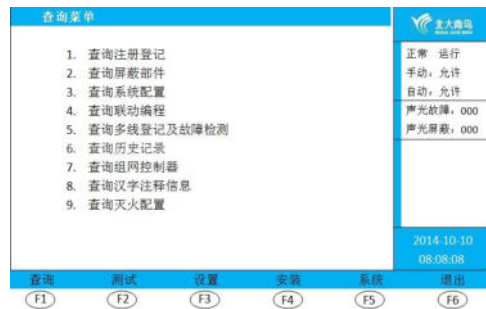 查询菜单
1. 查询注册登记
2. 查询屏蔽部件
3. 查询系统配置
4. 查询联动编程
5. 查询多线登记及故障检测
6. 查询历史记录
7. 查询组网控制器
8. 查询汉字注释信息
9. 查询灭火配置
北大青鸟
正常 运行
手动：允许
自动：允许
声光故障：000
声光屏蔽：000
2014-10-10
08:08:08
查询 测试 设置 安装 系统 退出
F1 F2 F3 F4 F5 F6